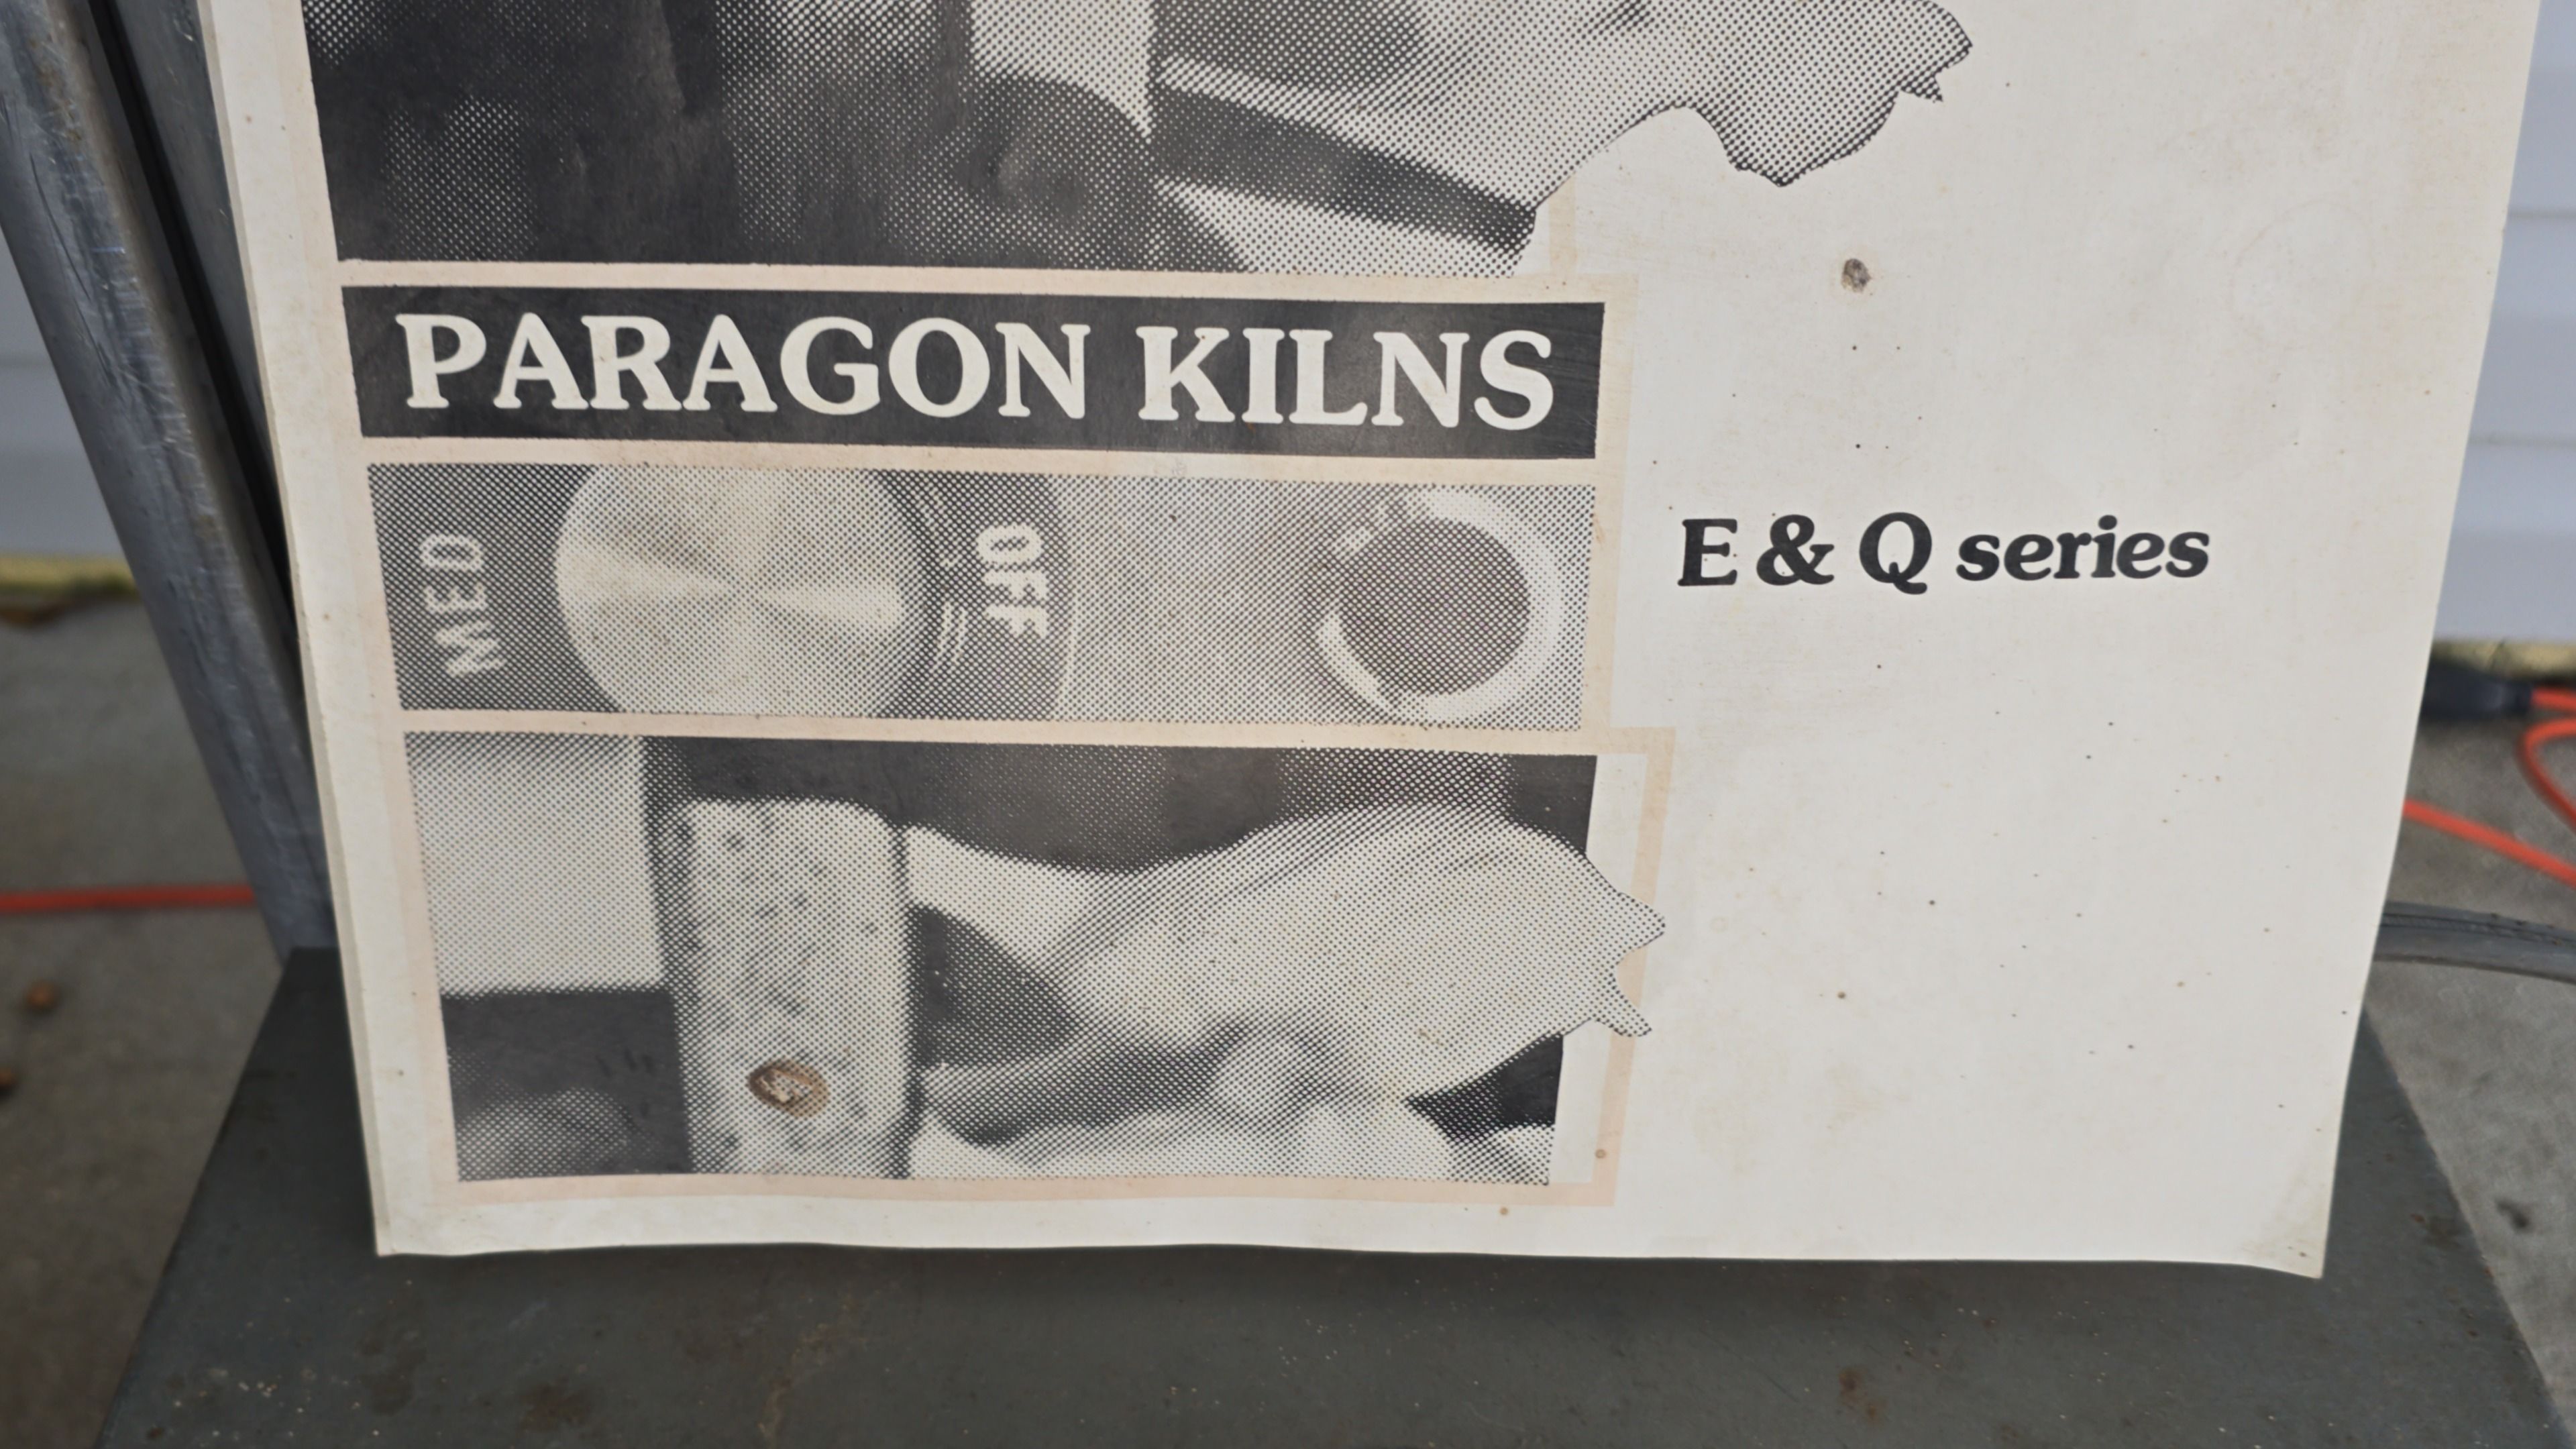 PARAGON KILNS
MED
OFF
E & Q series